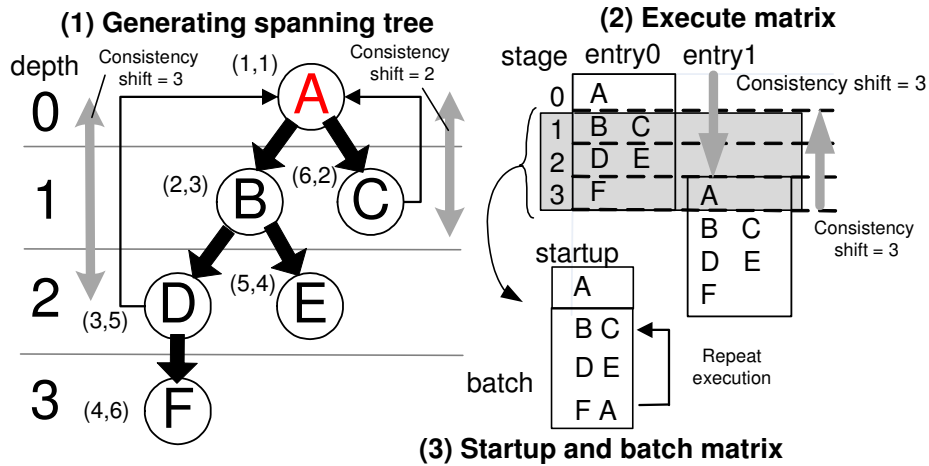 (1) Generating spanning tree
depth
Consistency
shift = 3
(1,1)
Consistency
shift = 2
0
A
1
(2,3)
B
(6,2)
C
2
(3,5)
D
(5,4)
E
3
(4,6)
F
(2) Execute matrix
stage
entry0
entry1
Consistency shift = 3
0
A
1
B C
2
D E
3
F
A
B C
D E
F
Consistency
shift = 3
startup
A
batch
B C
D E
F A
Repeat
execution
(3) Startup and batch matrix